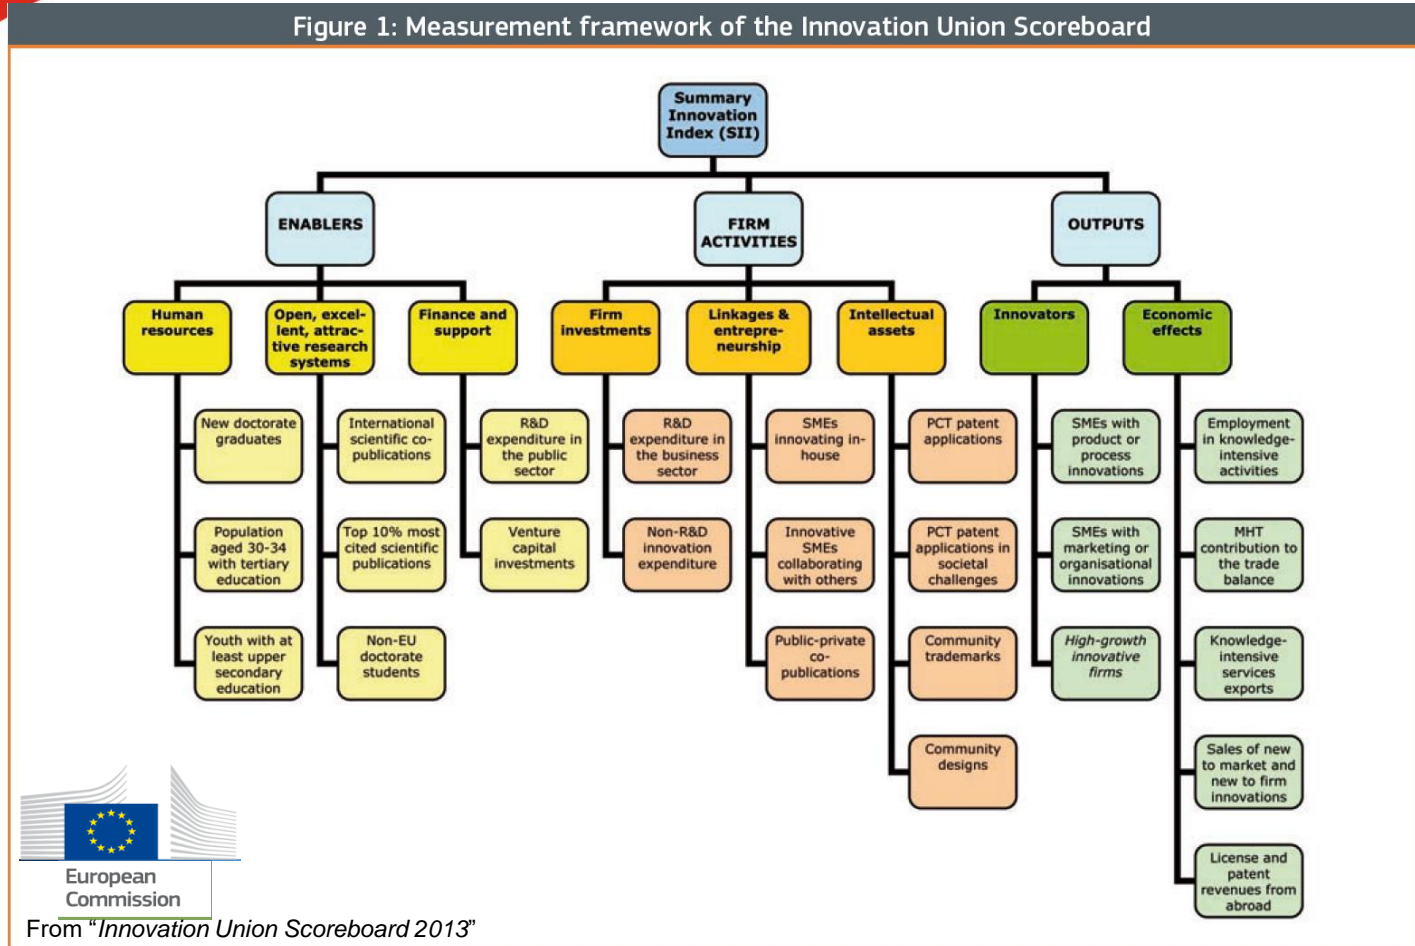 Figure 1: Measurement framework of the Innovation Union Scoreboard
Summary
Innovation
Index (SII)
ENABLERS
FIRM
ACTIVITIES
OUTPUTS
Human
resources
Open, excel-
lent, attrac-
tive research
systems
Finance and
support
Firm
investments
Linkages &
entrepre-
neurship
Intellectual
assets
Innovators
Economic
effects
New doctorate
graduates
International
scientific co-
publications
R&D
expenditure in
the public
sector
R&D
expenditure in
the business
sector
SMEs
innovating in-
house
PCT patent
applications
SMEs with
product or
process
innovations
Employment
in knowledge-
intensive
activities
Population
aged 30-34
with tertiary
education
Top 10% most
cited scientific
publications
Venture
capital
investments
Non-R&D
innovation
expenditure
Innovative
SMEs
collaborating
with others
PCT patent
applications in
societal
challenges
SMEs with
marketing or
organisational
innovations
MHT
contribution to
the trade
balance
Youth with at
least upper
secondary
education
Non-EU
doctorate
students
Public-private
co-
publications
Community
trademarks
High-growth
innovative
firms
Knowledge-
intensive
services
exports
Community
designs
Sales of new
to market and
new to firm
innovations
License and
patent
revenues from
abroad
European
Commission
From “Innovation Union Scoreboard 2013”